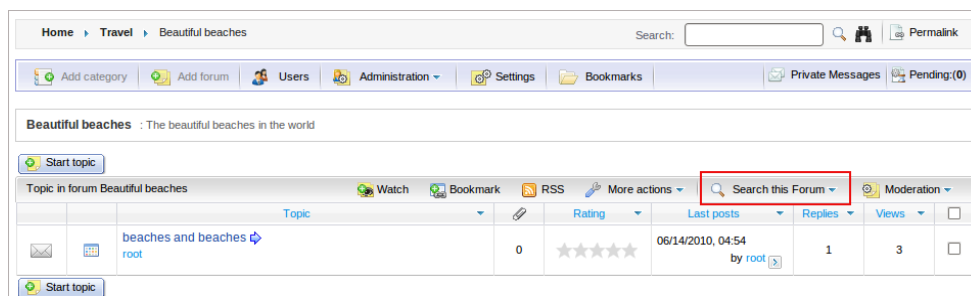 Home Travel Beautiful beaches Search: Permalink
Add category Add forum Users Administration Settings Bookmarks Private Messages Pending:(0)
Beautiful beaches : The beautiful beaches in the world
Start topic
Topic in forum Beautiful beaches Watch Bookmark RSS More actions Search this Forum Moderation
Topic Rating Last posts Replies Views
beaches and beaches 06/14/2010, 04:54
root 0 by root 1 3
Start topic